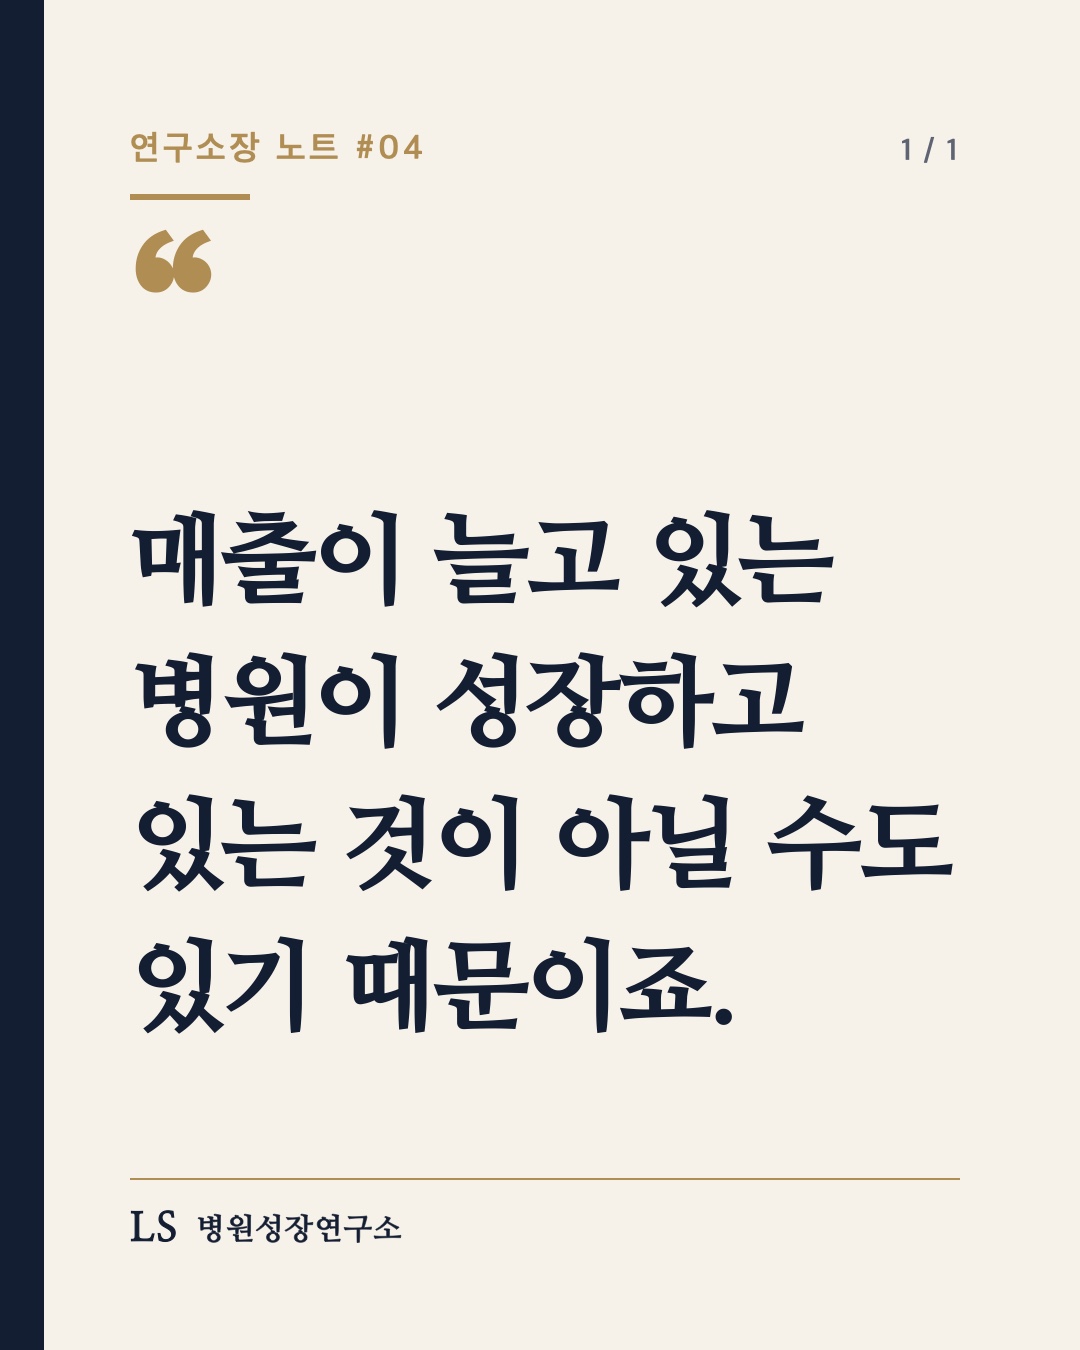 연구소장 노트 #04
1 / 1
“
매출이 늘고 있는
병원이 성장하고
있는 것이 아닐 수도
있기 때문이죠.
LS 병원성장연구소